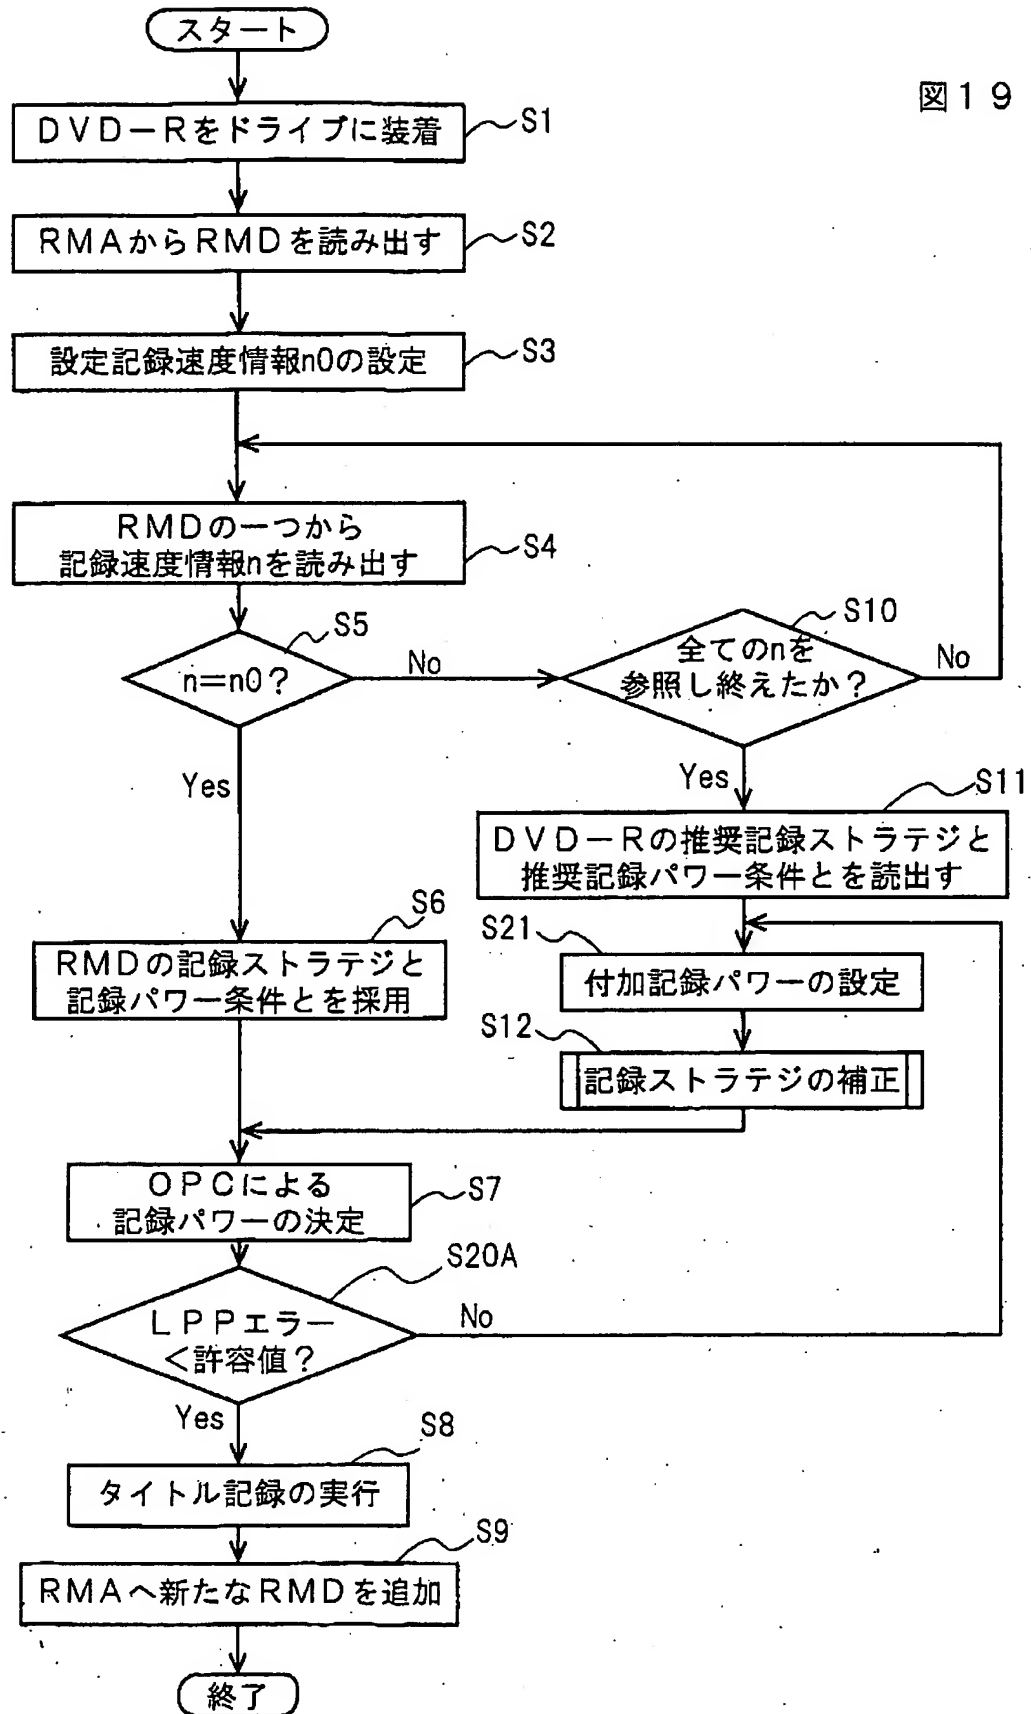 スタート
図19
DVD-Rをドライブに装着
S1
RMAからRMDを読み出す
S2
設定記録速度情報n0の設定
S3
RMDの一つから
記録速度情報nを読み出す
S4
n=n0?
S5
No
全てのnを
参照し終えたか?
S10
No
Yes
Yes
DVD-Rの推奨記録ストラテジと
推奨記録パワー条件とを読出す
S11
RMDの記録ストラテジと
記録パワー条件とを採用
S6
付加記録パワーの設定
S21
記録ストラテジの補正
S12
OPCによる
記録パワーの決定
S7
LPPエラー
<許容値?
S20A
No
Yes
タイトル記録の実行
S8
RMAへ新たなRMDを追加
S9
終了